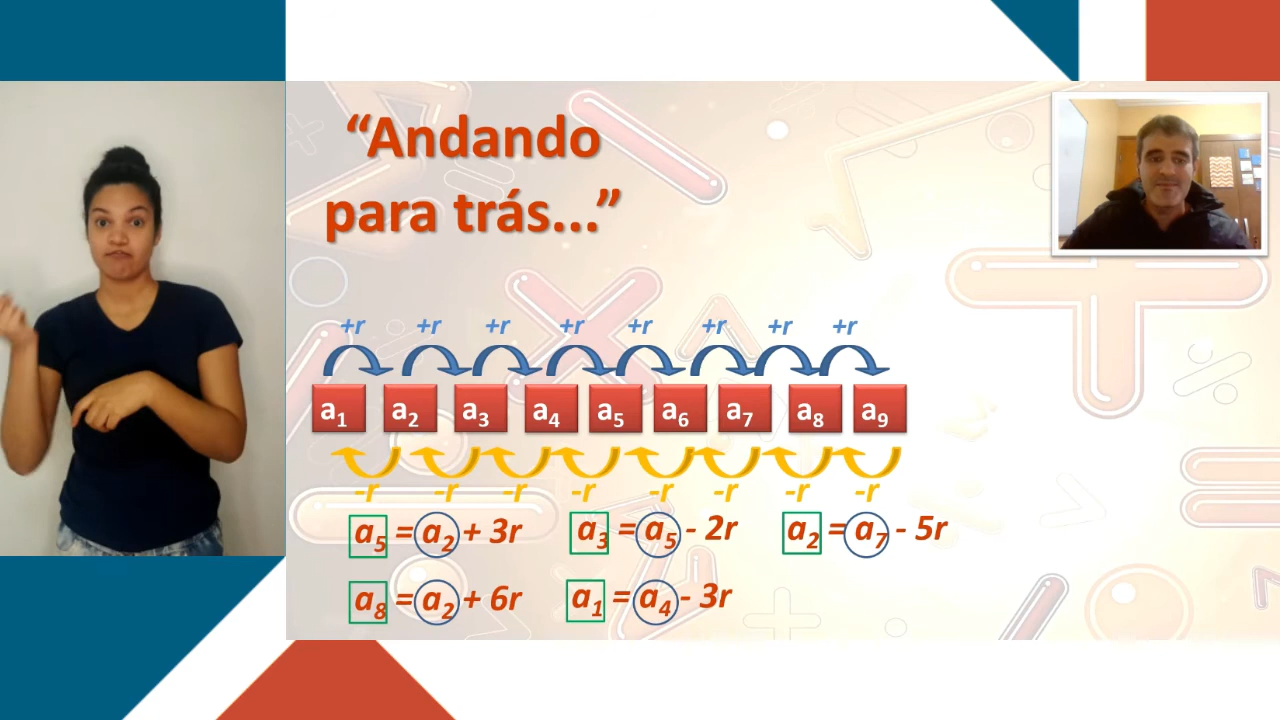 “Andando
para trás...”
+r +r +r +r +r +r +r +r
a1 a2 a3 a4 a5 a6 a7 a8 a9
-r -r -r -r -r -r -r -r
a5 = a2 + 3r a3 = a5 - 2r a2 = a7 - 5r
a8 = a2 + 6r a1 = a4 - 3r